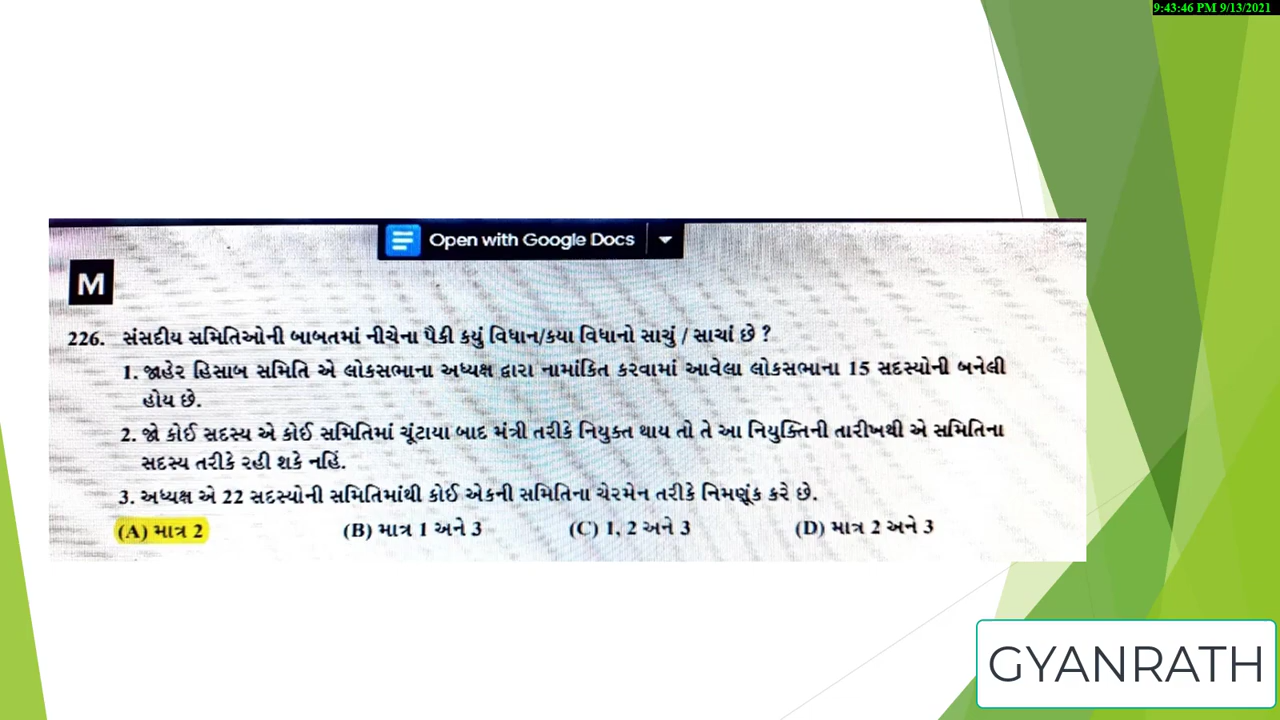 9:43:46 PM 9/13/2021
Open with Google Docs
M
226. સંસદીય સમિતિઓની બાબતમાં નીચેના પૈકી કયું વિધાન/કયા વિધાનો સાચું / સાચાં છે ?
1. જાહેર હિસાબ સમિતિ એ લોકસભાના અધ્યક્ષ દ્વારા નામાંકિત કરવામાં આવેલા લોકસભાના 15 સદસ્યોની બનેલી
હોય છે.
2. જો કોઈ સદસ્ય એ કોઈ સમિતિમાં ચૂંટાયા બાદ મંત્રી તરીકે નિયુક્ત થાય તો તે આ નિયુક્તિની તારીખથી એ સમિતિના
સદસ્ય તરીકે રહી શકે નહિં.
3. અધ્યક્ષ એ 22 સદસ્યોની સમિતિમાંથી કોઈ એકની સમિતિના ચેરમેન તરીકે નિમણૂંક કરે છે.
(A) માત્ર 2 (B) માત્ર 1 અને 3 (C) 1, 2 અને 3 (D) માત્ર 2 અને 3
GYANRATH